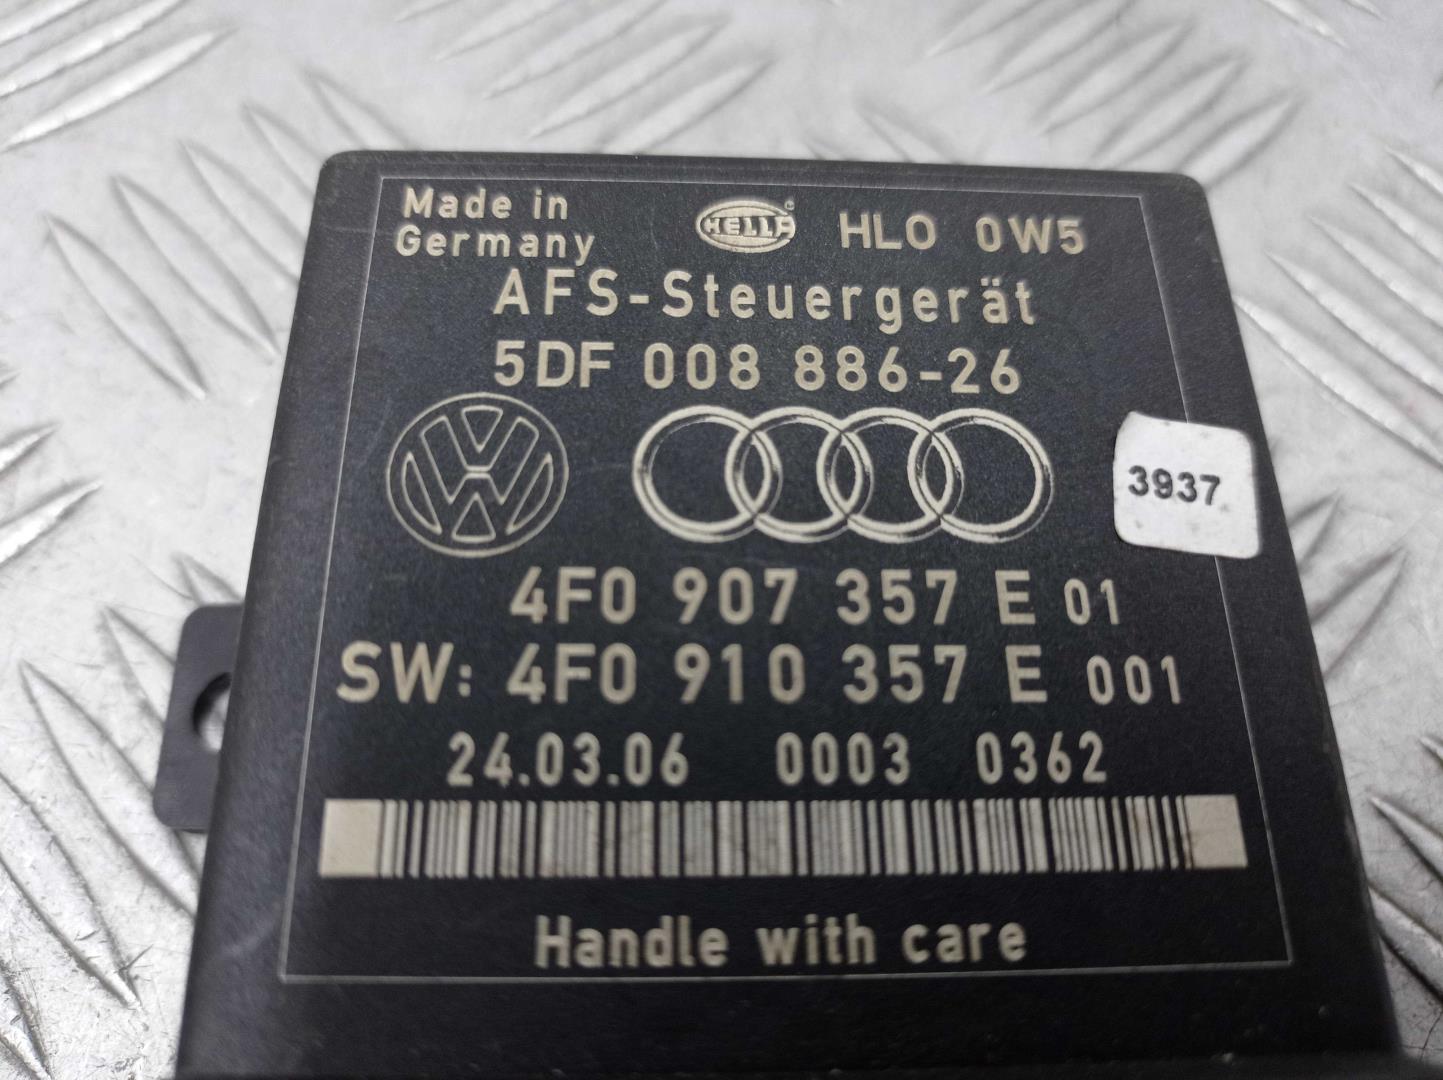 Made in
Germany
HELLA® HLO 0W5
AFS-Steuergerät
5DF 008 886-26
3937
4F0 907 357 E 01
SW: 4F0 910 357 E 001
24.03.06 0003 0362
Handle with care